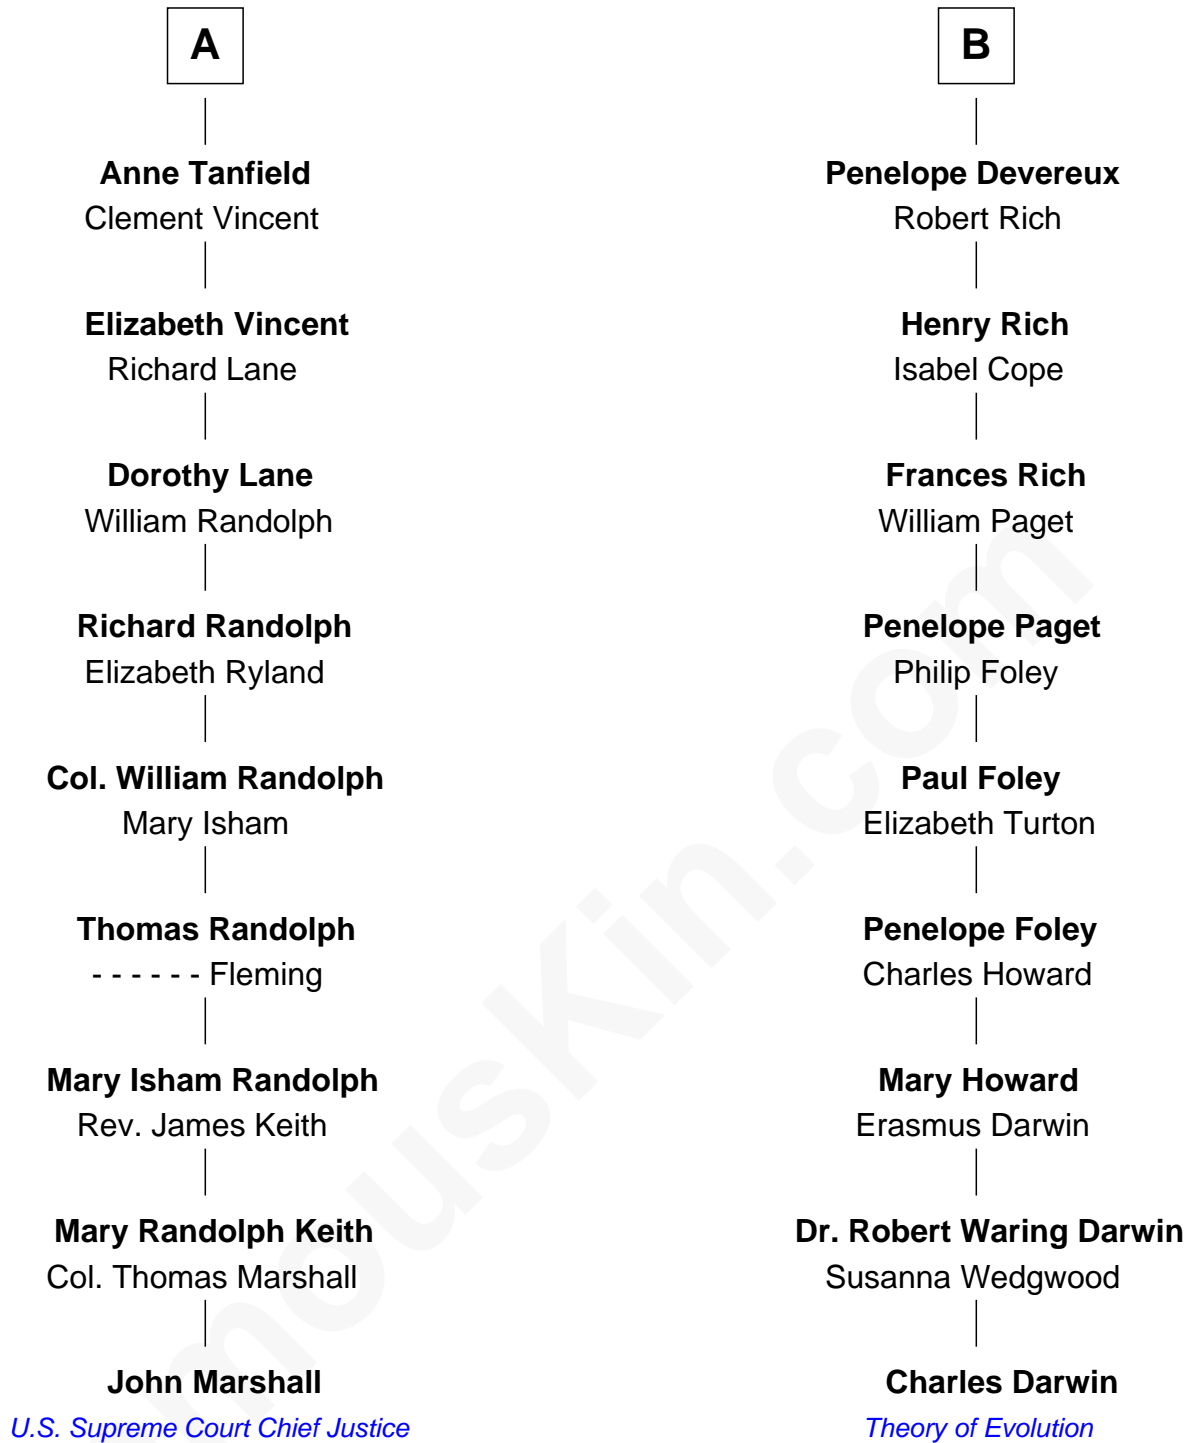 A
Anne Tanfield
Clement Vincent
Elizabeth Vincent
Richard Lane
Dorothy Lane
William Randolph
Richard Randolph
Elizabeth Ryland
Col. William Randolph
Mary Isham
Thomas Randolph
- - - - - - Fleming
Mary Isham Randolph
Rev. James Keith
Mary Randolph Keith
Col. Thomas Marshall
John Marshall
U.S. Supreme Court Chief Justice
B
Penelope Devereux
Robert Rich
Henry Rich
Isabel Cope
Frances Rich
William Paget
Penelope Paget
Philip Foley
Paul Foley
Elizabeth Turton
Penelope Foley
Charles Howard
Mary Howard
Erasmus Darwin
Dr. Robert Waring Darwin
Susanna Wedgwood
Charles Darwin
Theory of Evolution
mouskin.com